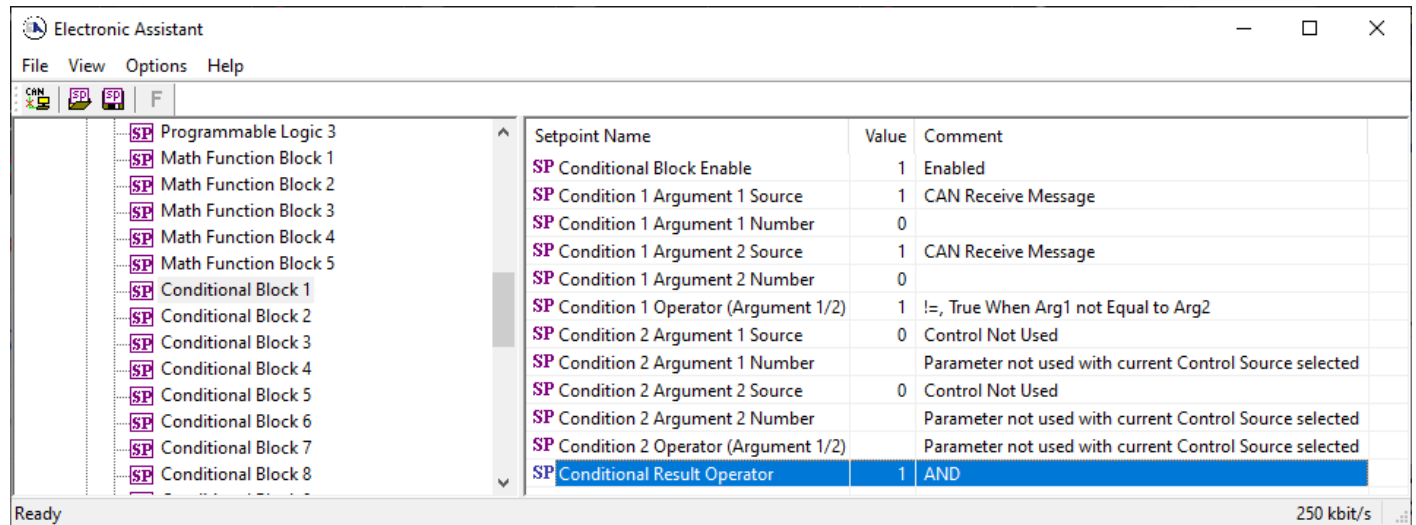 Electronic Assistant
File View Options Help
CAN SP SP F
SP Programmable Logic 3
SP Math Function Block 1
SP Math Function Block 2
SP Math Function Block 3
SP Math Function Block 4
SP Math Function Block 5
SP Conditional Block 1
SP Conditional Block 2
SP Conditional Block 3
SP Conditional Block 4
SP Conditional Block 5
SP Conditional Block 6
SP Conditional Block 7
SP Conditional Block 8
Setpoint Name Value Comment
SP Conditional Block Enable 1 Enabled
SP Condition 1 Argument 1 Source 1 CAN Receive Message
SP Condition 1 Argument 1 Number 0
SP Condition 1 Argument 2 Source 1 CAN Receive Message
SP Condition 1 Argument 2 Number 0
SP Condition 1 Operator (Argument 1/2) 1 !=, True When Arg1 not Equal to Arg2
SP Condition 2 Argument 1 Source 0 Control Not Used
SP Condition 2 Argument 1 Number Parameter not used with current Control Source selected
SP Condition 2 Argument 2 Source 0 Control Not Used
SP Condition 2 Argument 2 Number Parameter not used with current Control Source selected
SP Condition 2 Operator (Argument 1/2) Parameter not used with current Control Source selected
SP Conditional Result Operator 1 AND
Ready 250 kbit/s